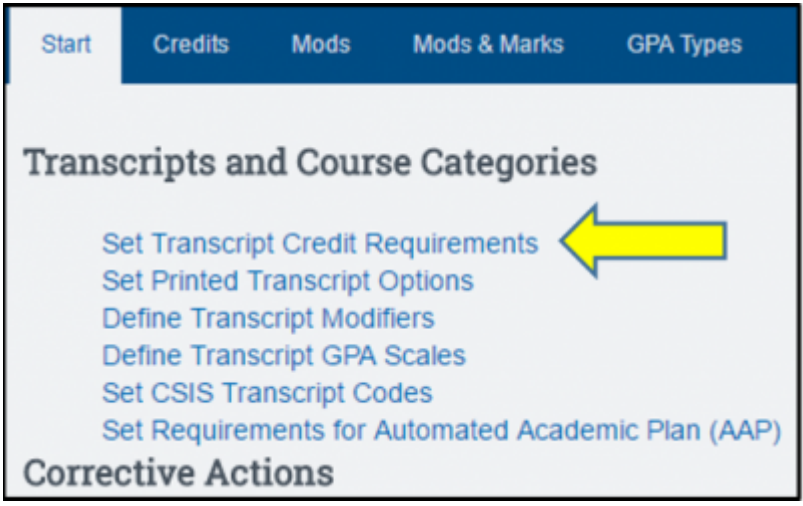 Start Credits Mods Mods & Marks GPA Types
Transcripts and Course Categories
Set Transcript Credit Requirements
Set Printed Transcript Options
Define Transcript Modifiers
Define Transcript GPA Scales
Set CSIS Transcript Codes
Set Requirements for Automated Academic Plan (AAP)
Corrective Actions